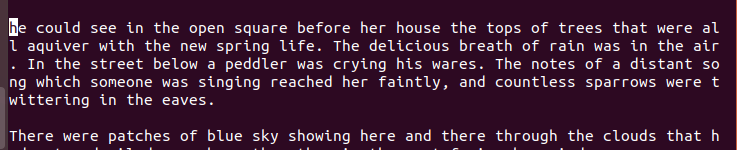 he could see in the open square before her house the tops of trees that were al
l aquiver with the new spring life. The delicious breath of rain was in the air
. In the street below a peddler was crying his wares. The notes of a distant so
ng which someone was singing reached her faintly, and countless sparrows were t
wittering in the eaves.

There were patches of blue sky showing here and there through the clouds that h